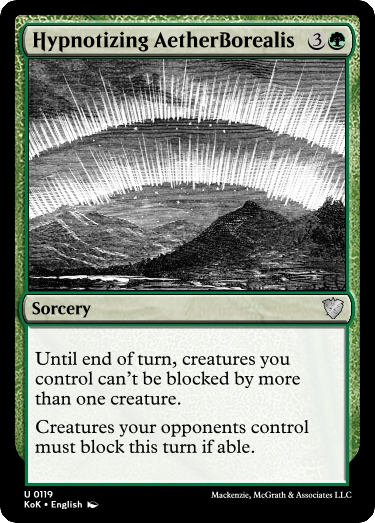 Hypnotizing AetherBorealis 3
Sorcery
Until end of turn, creatures you
control can't be blocked by more
than one creature.
Creatures your opponents control
must block this turn if able.
U 0119
KoK • English
Mackenzie, McGrath & Associates LLC